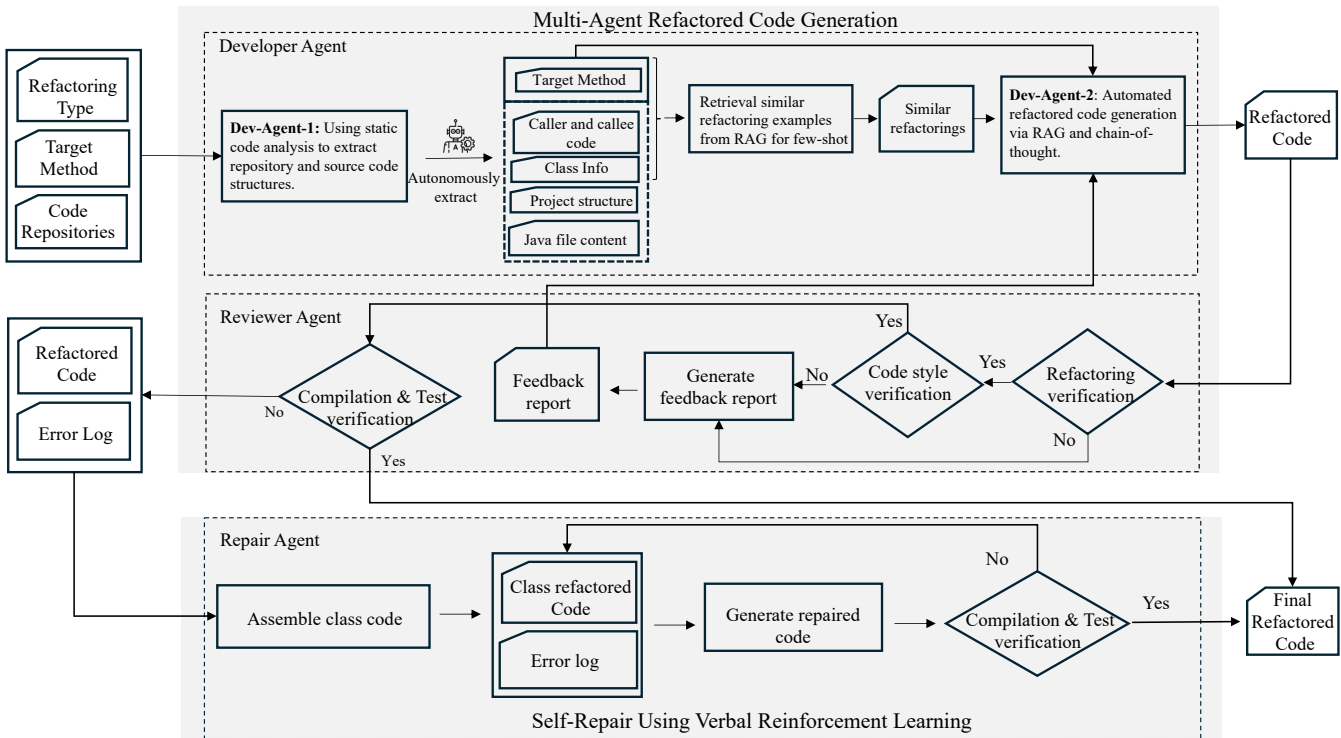 Multi-Agent Refactored Code Generation
Developer Agent
Refactoring
Type
Target
Method
Code
Repositories
Dev-Agent-1: Using static
code analysis to extract
repository and source code
structures.
Autonomously
extract
Target Method
Caller and callee
code
Class Info
Project structure
Java file content
Retrieval similar
refactoring examples
from RAG for few-shot
Similar
refactorings
Dev-Agent-2: Automated
refactored code generation
via RAG and chain-of-
thought.
Refactored
Code
Reviewer Agent
Refactored
Code
Error Log
No
Compilation & Test
verification
Yes
Feedback
report
Generate
feedback report
No
Yes
Code style
verification
Yes
Refactoring
verification
No
Repair Agent
Assemble class code
Class refactored
Code
Error log
Generate repaired
code
No
Compilation & Test
verification
Yes
Final
Refactored
Code
Self-Repair Using Verbal Reinforcement Learning